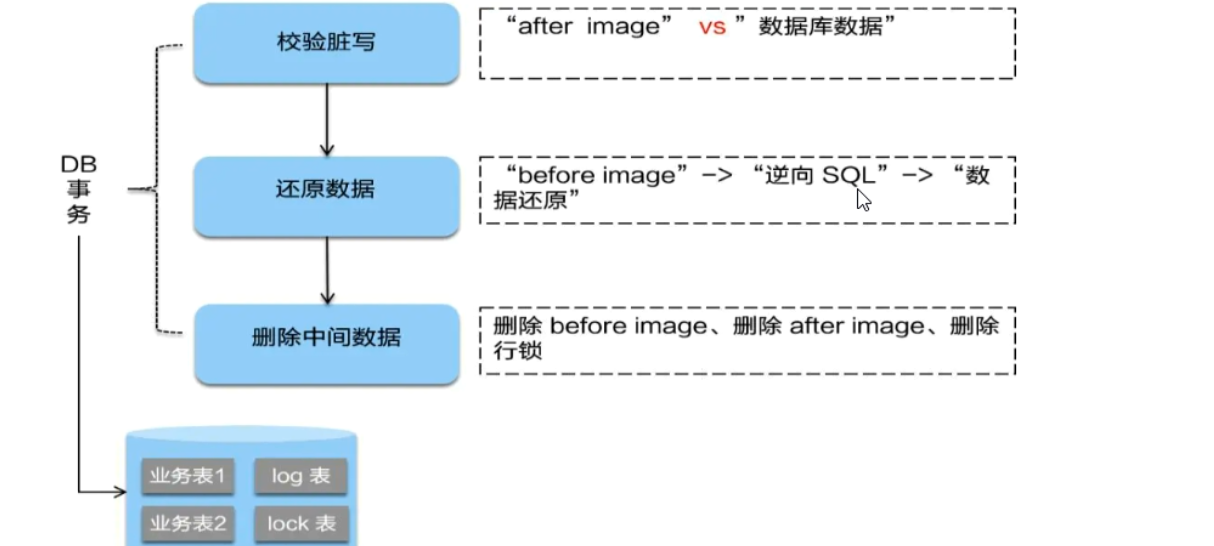 校验脏写
“after image” vs ”数据库数据”
DB
事
务
还原数据
“before image”–> “逆向 SQL”–> “数
据还原”
删除中间数据
删除 before image、删除 after image、删除
行锁
业务表1
log 表
业务表2
lock 表